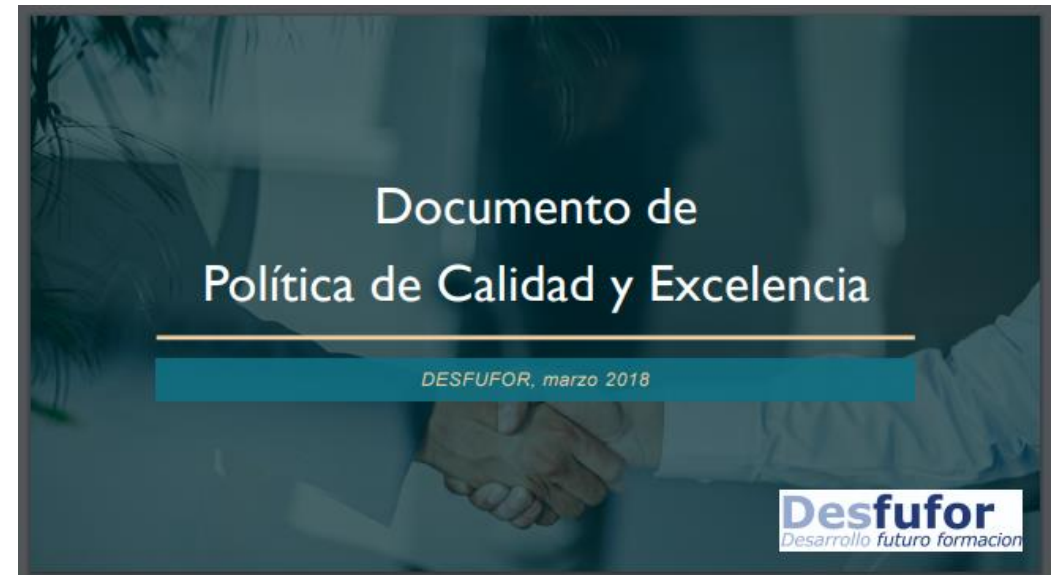 Documento de
Política de Calidad y Excelencia
DESFUFOR, marzo 2018
Desfufor
Desarrollo futuro formacion